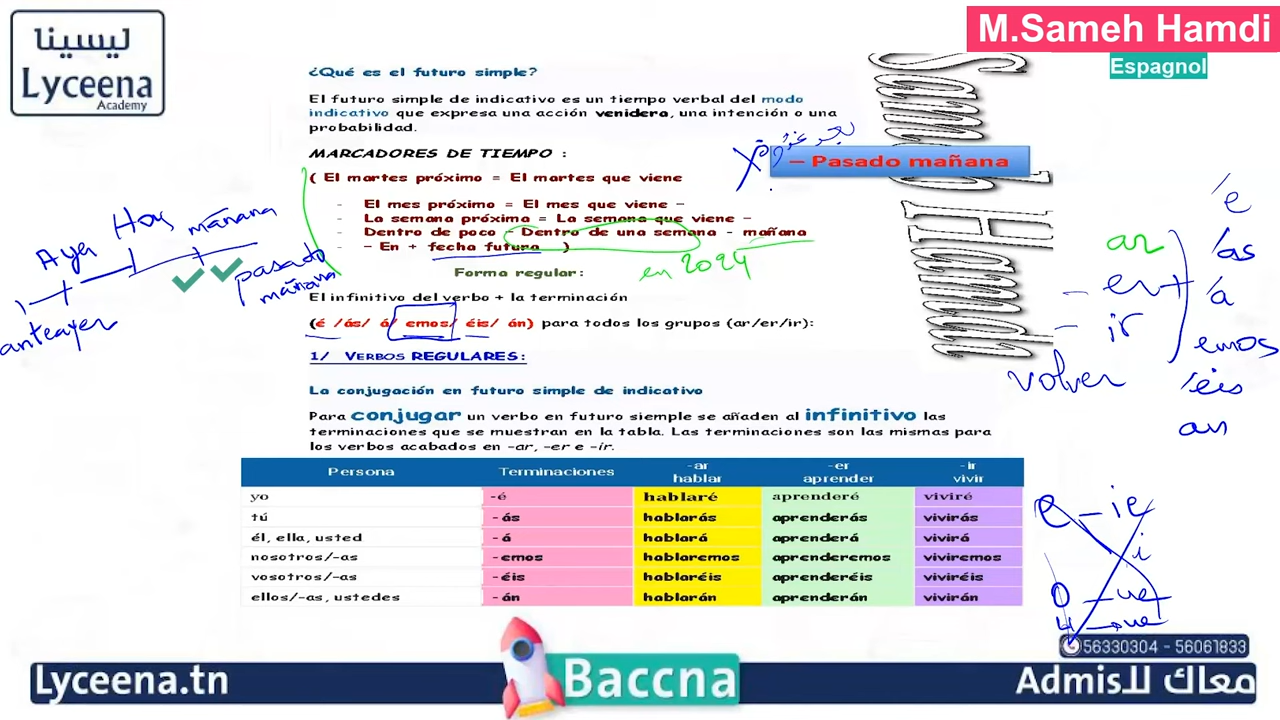 ليسينا
Lyceena
Academy
M.Sameh Hamdi
Espagnol
¿Qué es el futuro simple?
El futuro simple de indicativo es un tiempo verbal del modo
indicativo que expresa una acción venidera, una intención o una
probabilidad.
MARCADORES DE TIEMPO :
– Pasado mañana
( El martes próximo = El martes que viene
- El mes próximo = El mes que viene –
- La semana próxima = La semana que viene –
- Dentro de poco - Dentro de una semana - mañana
- – En + fecha futura )
en 2024
Forma regular:
El infinitivo del verbo + la terminación
(é /ás/ á/ emos/ éis/ án) para todos los grupos (ar/er/ir):
1/ VERBOS REGULARES:
La conjugación en futuro simple de indicativo
Para conjugar un verbo en futuro siemple se añaden al infinitivo las
terminaciones que se muestran en la tabla. Las terminaciones son las mismas para
los verbos acabados en -ar, -er e -ir.
Persona Terminaciones -ar hablar -er aprender -ir vivir
yo -é hablaré aprenderé viviré
tú - ás hablarás aprenderás vivirás
él, ella, usted - á hablará aprenderá vivirá
nosotros/-as -emos hablaremos aprenderemos viviremos
vosotros/-as - éis hablaréis aprenderéis viviréis
ellos/-as, ustedes - án hablarán aprenderán vivirán
Hoy
mañana
pasado
mañana
anteayer
Sameh Hamdi
ar
- er +
- ir
volver
é
ás
á
emos
éis
an
e - ie
i
o - ue
u - ue
56330304 - 56061833
Lyceena.tn
Baccna
معاك للـ Admis